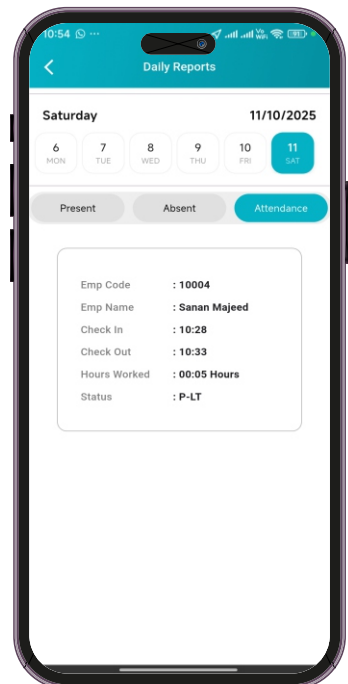 10:54
Daily Reports
Saturday 11/10/2025
6 7 8 9 10 11
MON TUE WED THU FRI SAT
Present Absent Attendance
Emp Code : 10004
Emp Name : Sanan Majeed
Check In : 10:28
Check Out : 10:33
Hours Worked : 00:05 Hours
Status : P-LT